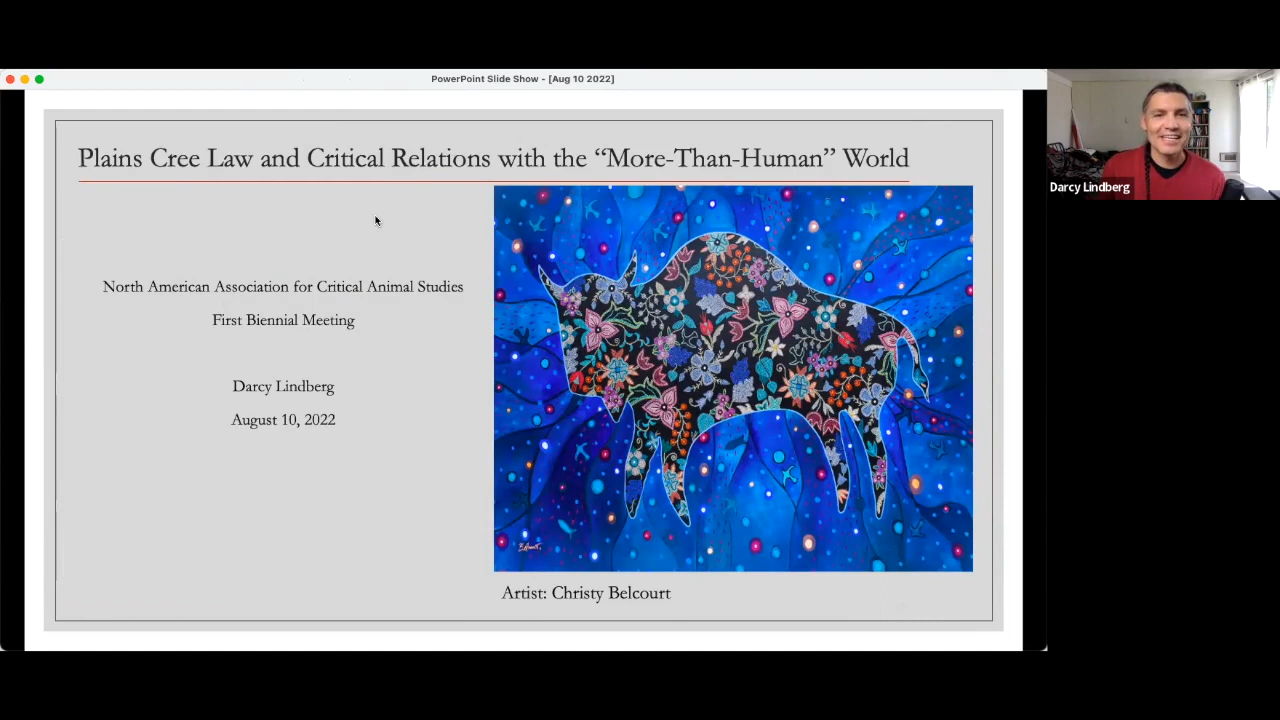 PowerPoint Slide Show - [Aug 10 2022]
Plains Cree Law and Critical Relations with the “More-Than-Human” World
North American Association for Critical Animal Studies
First Biennial Meeting
Darcy Lindberg
August 10, 2022
Artist: Christy Belcourt
Darcy Lindberg